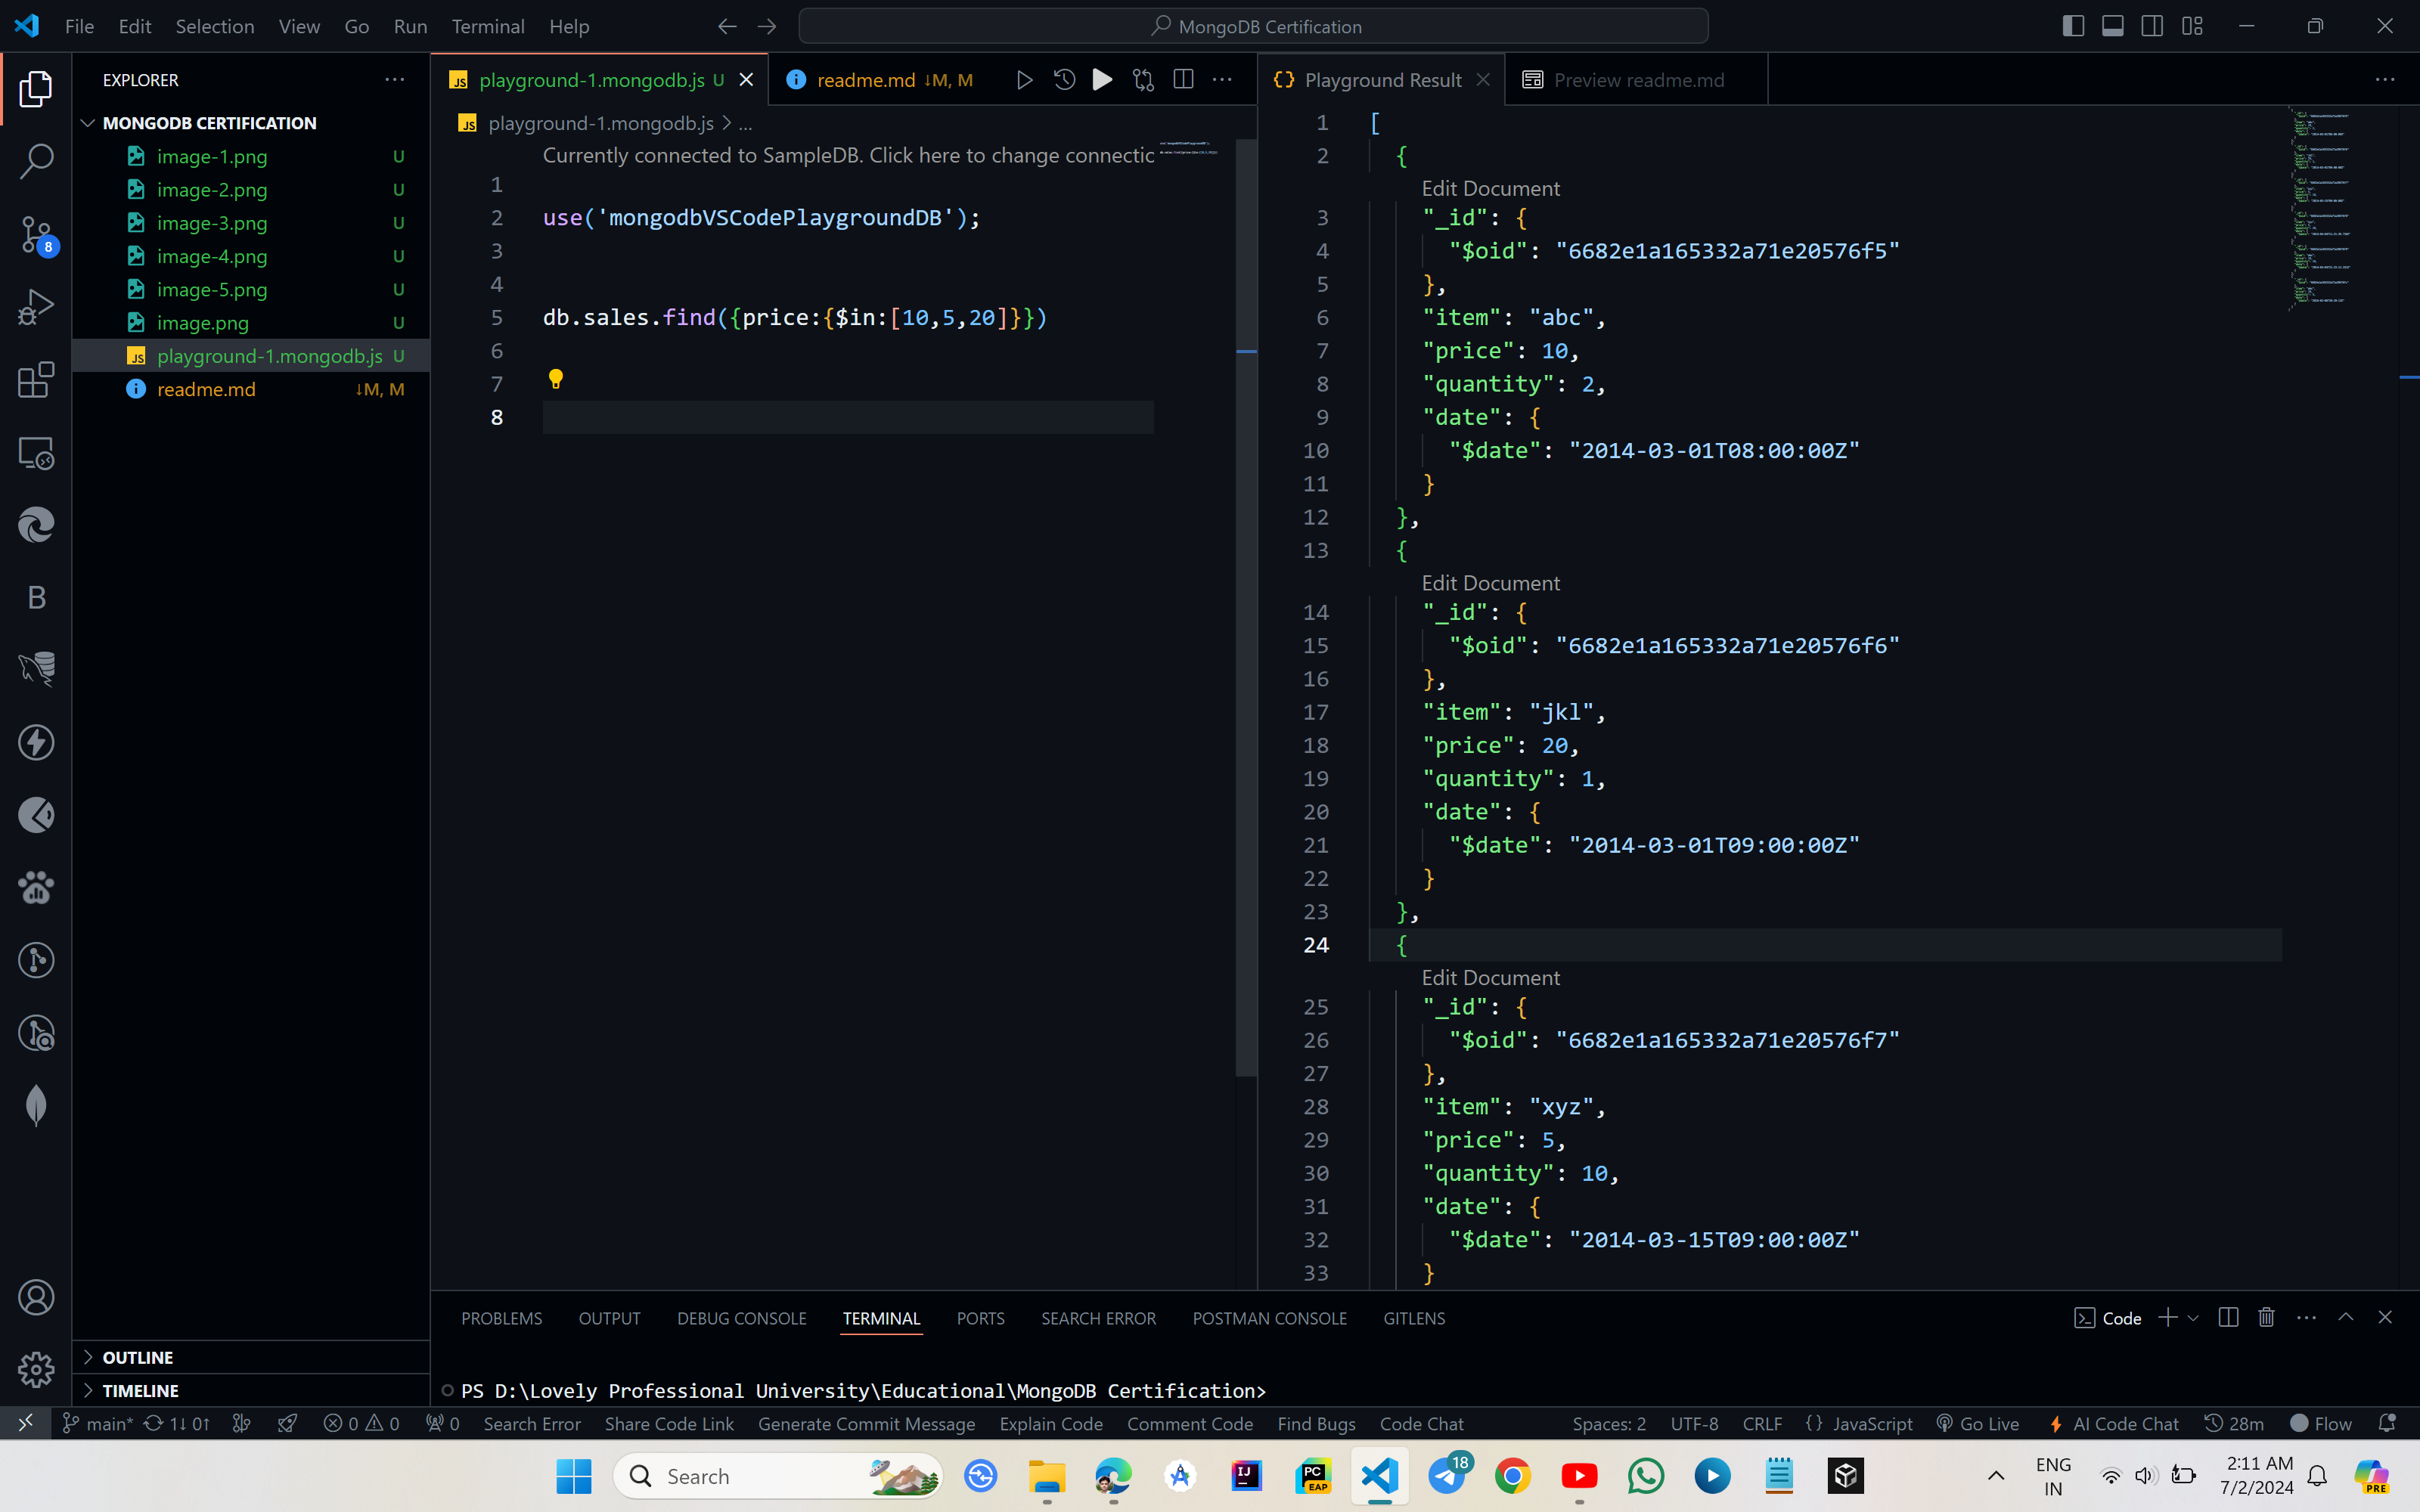 File Edit Selection View Go Run Terminal Help
MongoDB Certification
EXPLORER
MONGODB CERTIFICATION
image-1.png U
image-2.png U
image-3.png U
image-4.png U
image-5.png U
image.png U
playground-1.mongodb.js U
readme.md ↓M, M
OUTLINE
TIMELINE
8
B
playground-1.mongodb.js U
readme.md ↓M, M
playground-1.mongodb.js > ...
Currently connected to SampleDB. Click here to change connectic
1
2 use('mongodbVSCodePlaygroundDB');
3
4
5 db.sales.find({price:{$in:[10,5,20]}})
6
7
8
Playground Result
Preview readme.md
1 [
2 {
Edit Document
3 "_id": {
4 "$oid": "6682e1a165332a71e20576f5"
5 },
6 "item": "abc",
7 "price": 10,
8 "quantity": 2,
9 "date": {
10 "$date": "2014-03-01T08:00:00Z"
11 }
12 },
13 {
Edit Document
14 "_id": {
15 "$oid": "6682e1a165332a71e20576f6"
16 },
17 "item": "jkl",
18 "price": 20,
19 "quantity": 1,
20 "date": {
21 "$date": "2014-03-01T09:00:00Z"
22 }
23 },
24 {
Edit Document
25 "_id": {
26 "$oid": "6682e1a165332a71e20576f7"
27 },
28 "item": "xyz",
29 "price": 5,
30 "quantity": 10,
31 "date": {
32 "$date": "2014-03-15T09:00:00Z"
33 }
PROBLEMS OUTPUT DEBUG CONSOLE TERMINAL PORTS SEARCH ERROR POSTMAN CONSOLE GITLENS
Code
PS D:\Lovely Professional University\Educational\MongoDB Certification>
main* 1↓ 0↑ 0 0 0 Search Error Share Code Link Generate Commit Message Explain Code Comment Code Find Bugs Code Chat
Spaces: 2 UTF-8 CRLF {} JavaScript Go Live AI Code Chat 28m Flow
Search
IJ
PC
EAP
18
ENG
IN
2:11 AM
7/2/2024
PRE